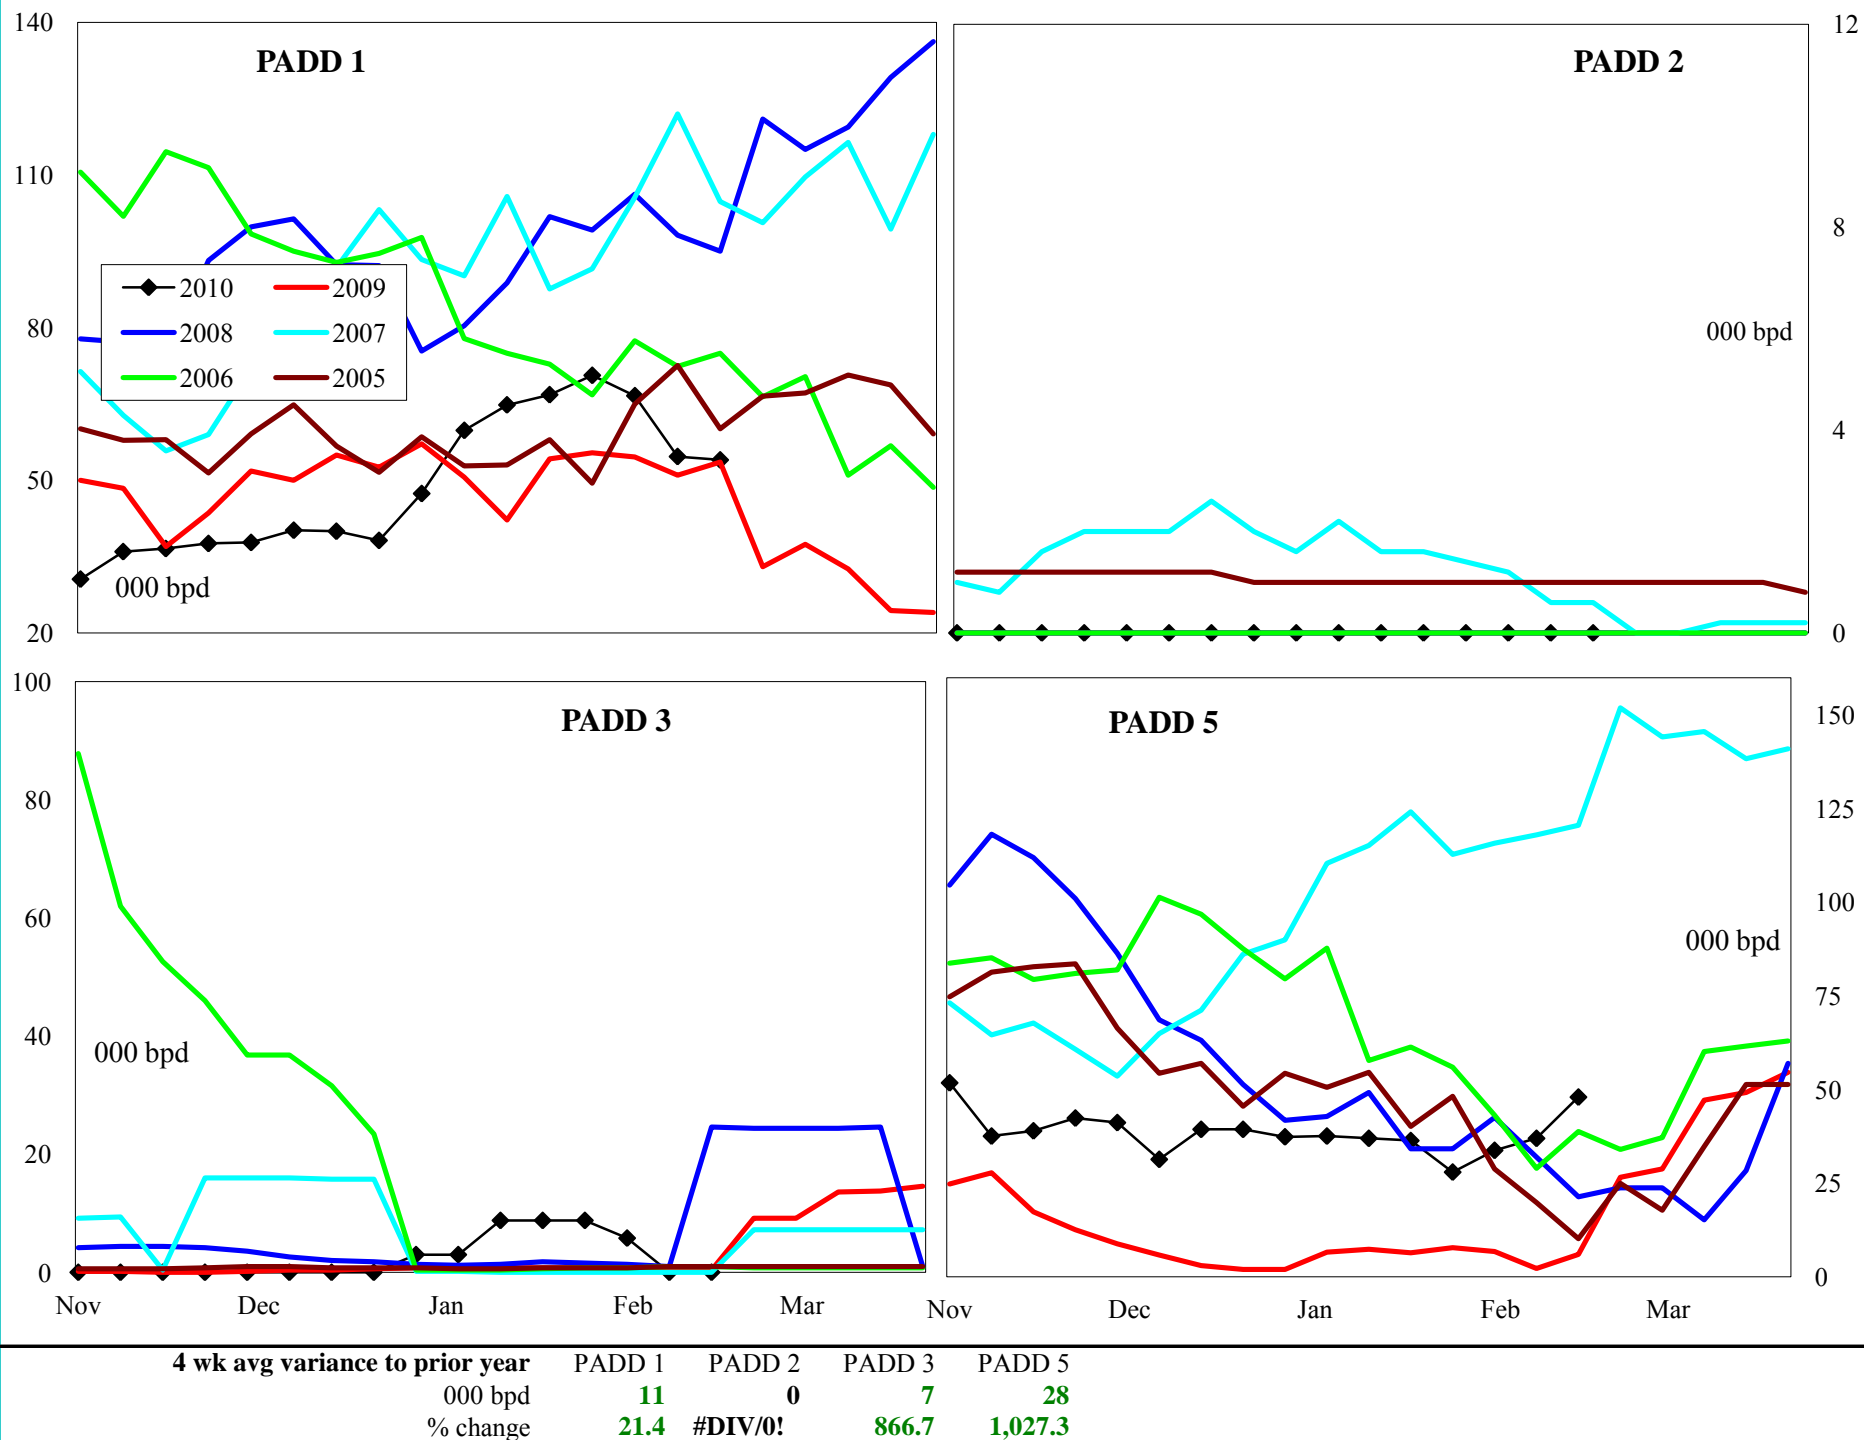 PADD 1
140
110
80
50
20
2010 2009
2008 2007
2006 2005
000 bpd
PADD 2
12
8
4
0
000 bpd
PADD 3
100
80
60
40
20
0
000 bpd
Nov Dec Jan Feb Mar
PADD 5
150
125
100
75
50
25
0
000 bpd
Nov Dec Jan Feb Mar
4 wk avg variance to prior year PADD 1 PADD 2 PADD 3 PADD 5
000 bpd 11 0 7 28
% change 21.4 #DIV/0! 866.7 1,027.3